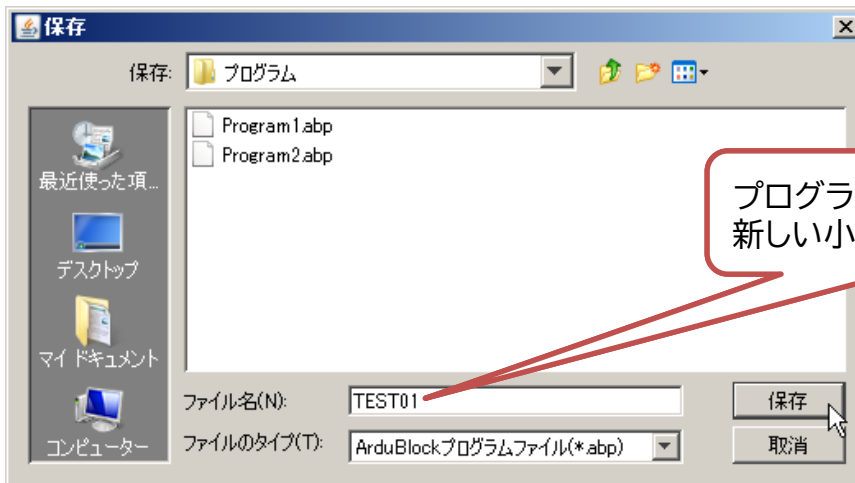 保存
保存:
プログラム
Program1.abp
Program2.abp
最近使った項...
デスクトップ
マイ ドキュメント
コンピューター
プログラ
新しい小
ファイル名(N):
TEST01
保存
ファイルのタイプ(T):
ArduBlockプログラムファイル(*.abp)
取消